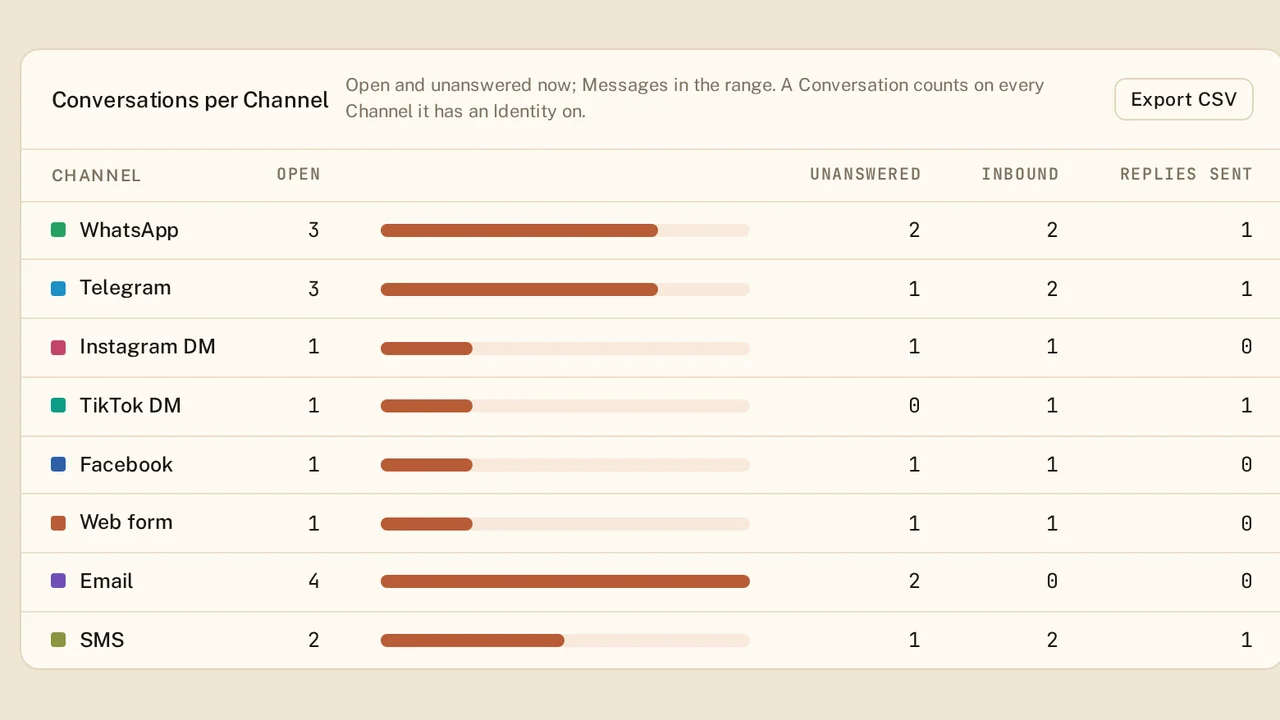 Conversations per Channel
Open and unanswered now; Messages in the range. A Conversation counts on every
Channel it has an Identity on.
Export CSV
CHANNEL OPEN UNANSWERED INBOUND REPLIES SENT
WhatsApp 3 2 2 1
Telegram 3 1 2 1
Instagram DM 1 1 1 0
TikTok DM 1 0 1 1
Facebook 1 1 1 0
Web form 1 1 1 0
Email 4 2 0 0
SMS 2 1 2 1